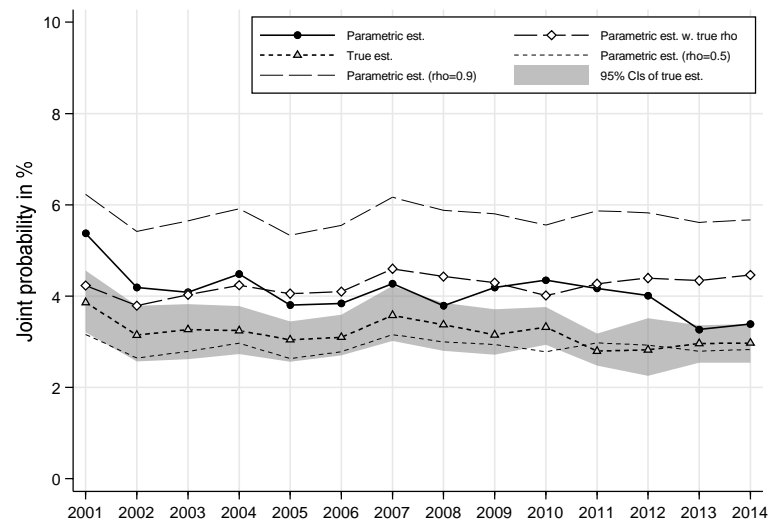 10
8
6
4
2
0
Joint probability in %
Parametric est.
Parametric est. w. true rho
True est.
Parametric est. (rho=0.5)
Parametric est. (rho=0.9)
95% CIs of true est.
2001 2002 2003 2004 2005 2006 2007 2008 2009 2010 2011 2012 2013 2014